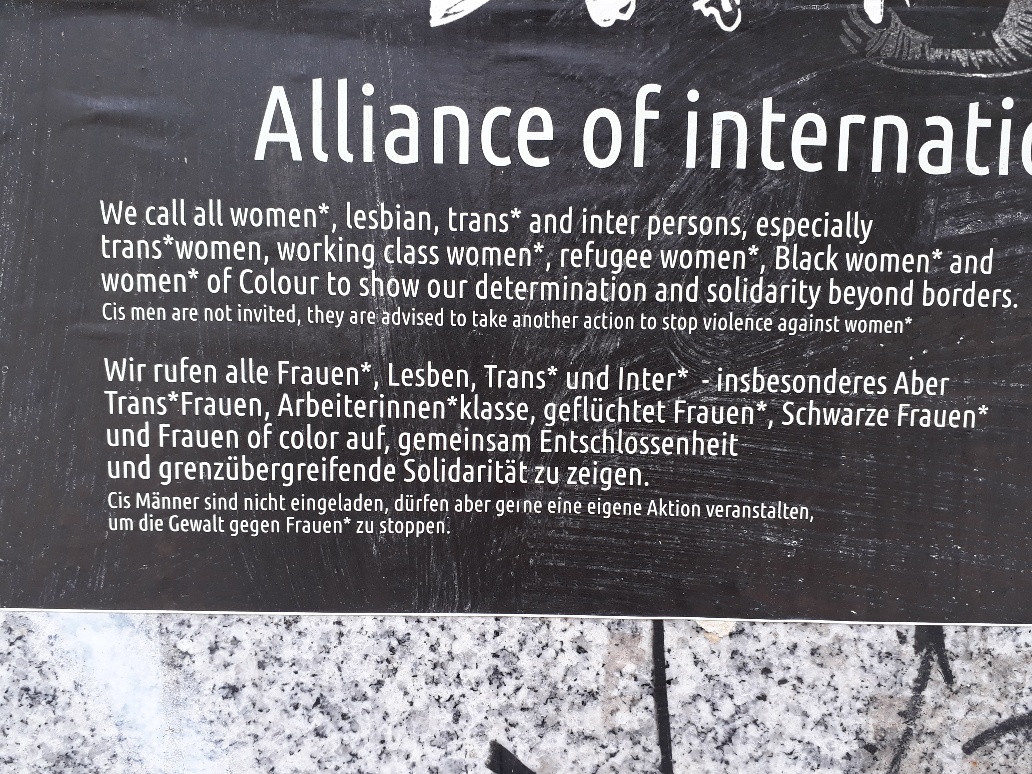 Alliance of internatio
We call all women*, lesbian, trans* and inter persons, especially
trans*women, working class women*, refugee women*, Black women* and
women* of Colour to show our determination and solidarity beyond borders.
Cis men are not invited, they are advised to take another action to stop violence against women*
Wir rufen alle Frauen*, Lesben, Trans* und Inter* - insbesonderes Aber
Trans*Frauen, Arbeiterinnen*klasse, geflüchtet Frauen*, Schwarze Frauen*
und Frauen of color auf, gemeinsam Entschlossenheit
und grenzübergreifende Solidarität zu zeigen.
Cis Männer sind nicht eingeladen, dürfen aber gerne eine eigene Aktion veranstalten,
um die Gewalt gegen Frauen* zu stoppen.